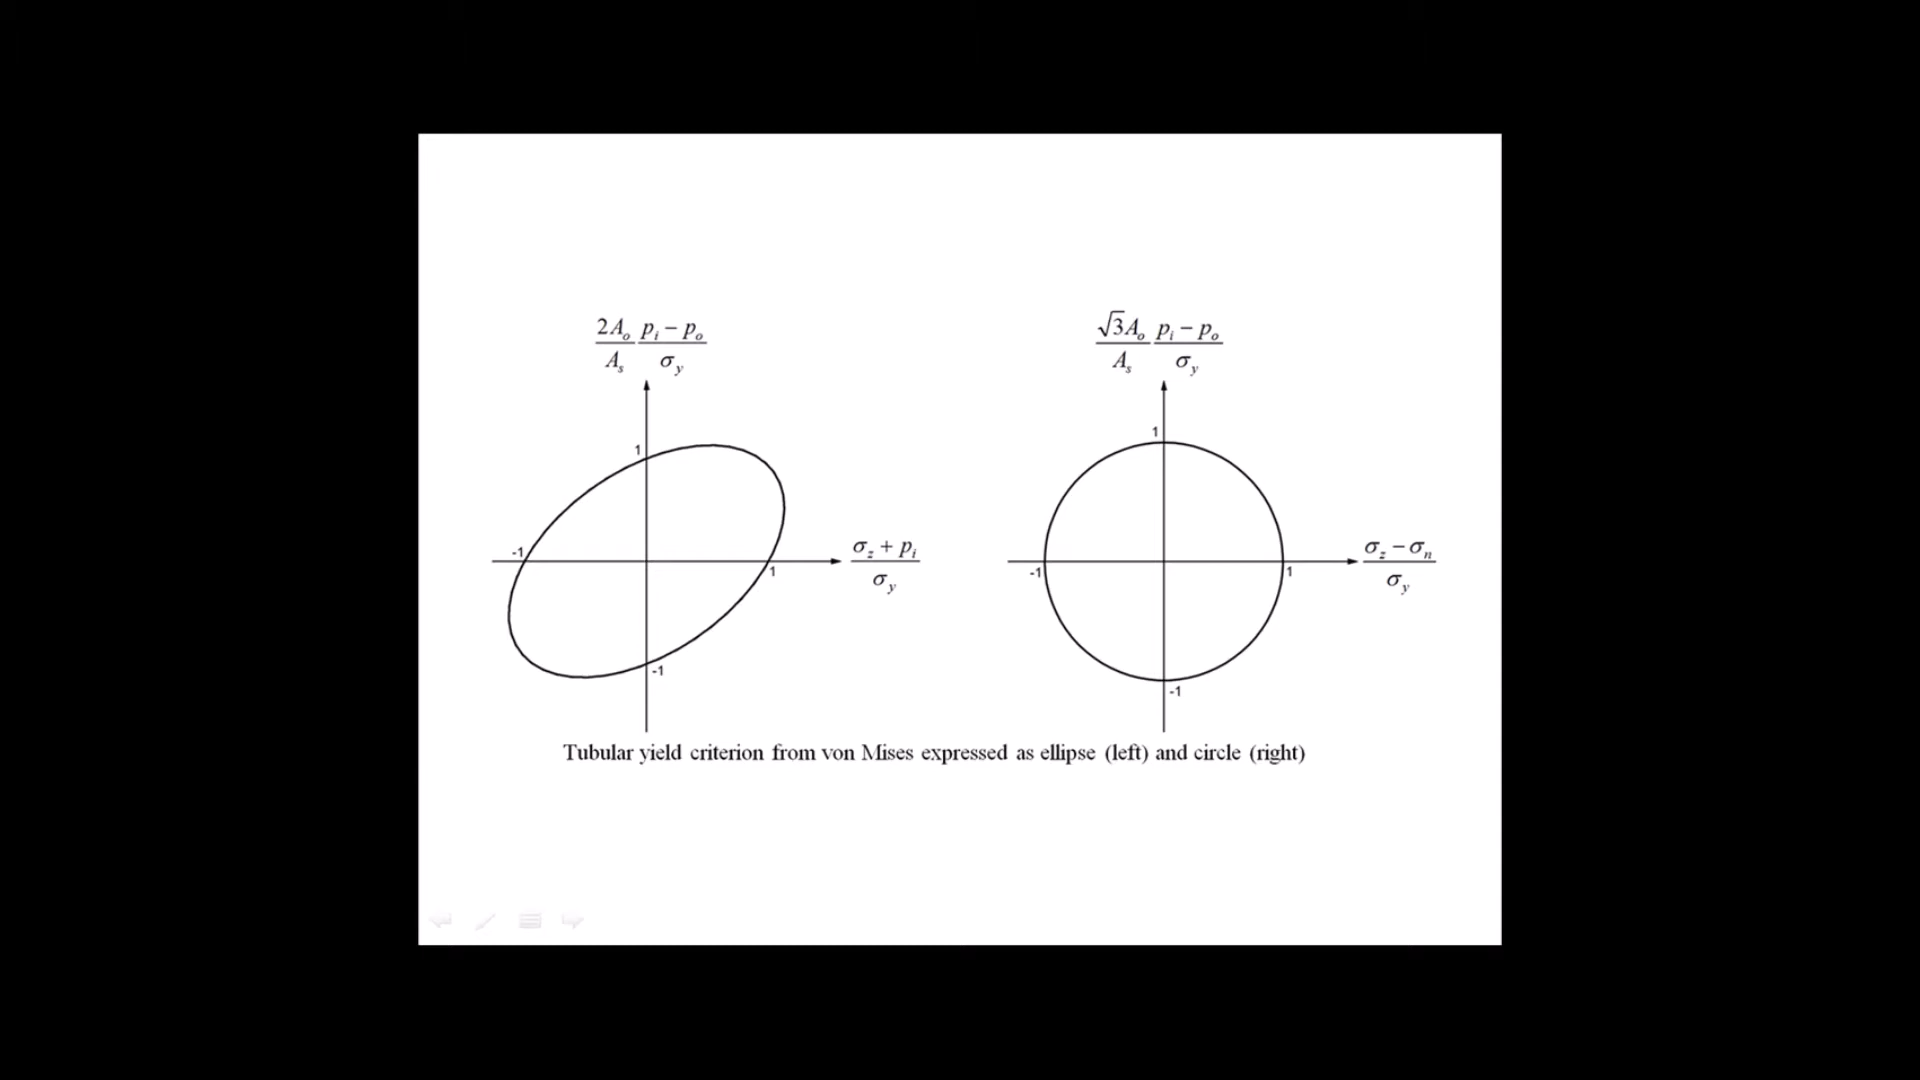 2A_o / A_s  p_i − p_o / σ_y
√3A_o / A_s  p_i − p_o / σ_y
1
1
-1
σ_z + p_i / σ_y
1
-1
σ_z − σ_n / σ_y
1
-1
-1
Tubular yield criterion from von Mises expressed as ellipse (left) and circle (right)